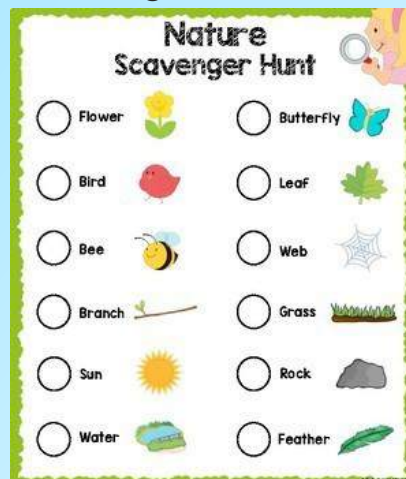 Nature
Scavenger Hunt
Flower
Butterfly
Bird
Leaf
Bee
Web
Branch
Grass
Sun
Rock
Water
Feather